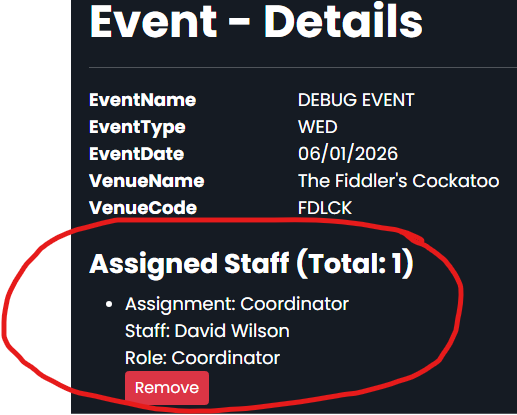 Event - Details
EventName DEBUG EVENT
EventType WED
EventDate 06/01/2026
VenueName The Fiddler's Cockatoo
VenueCode FDLCK
Assigned Staff (Total: 1)
• Assignment: Coordinator
Staff: David Wilson
Role: Coordinator
Remove